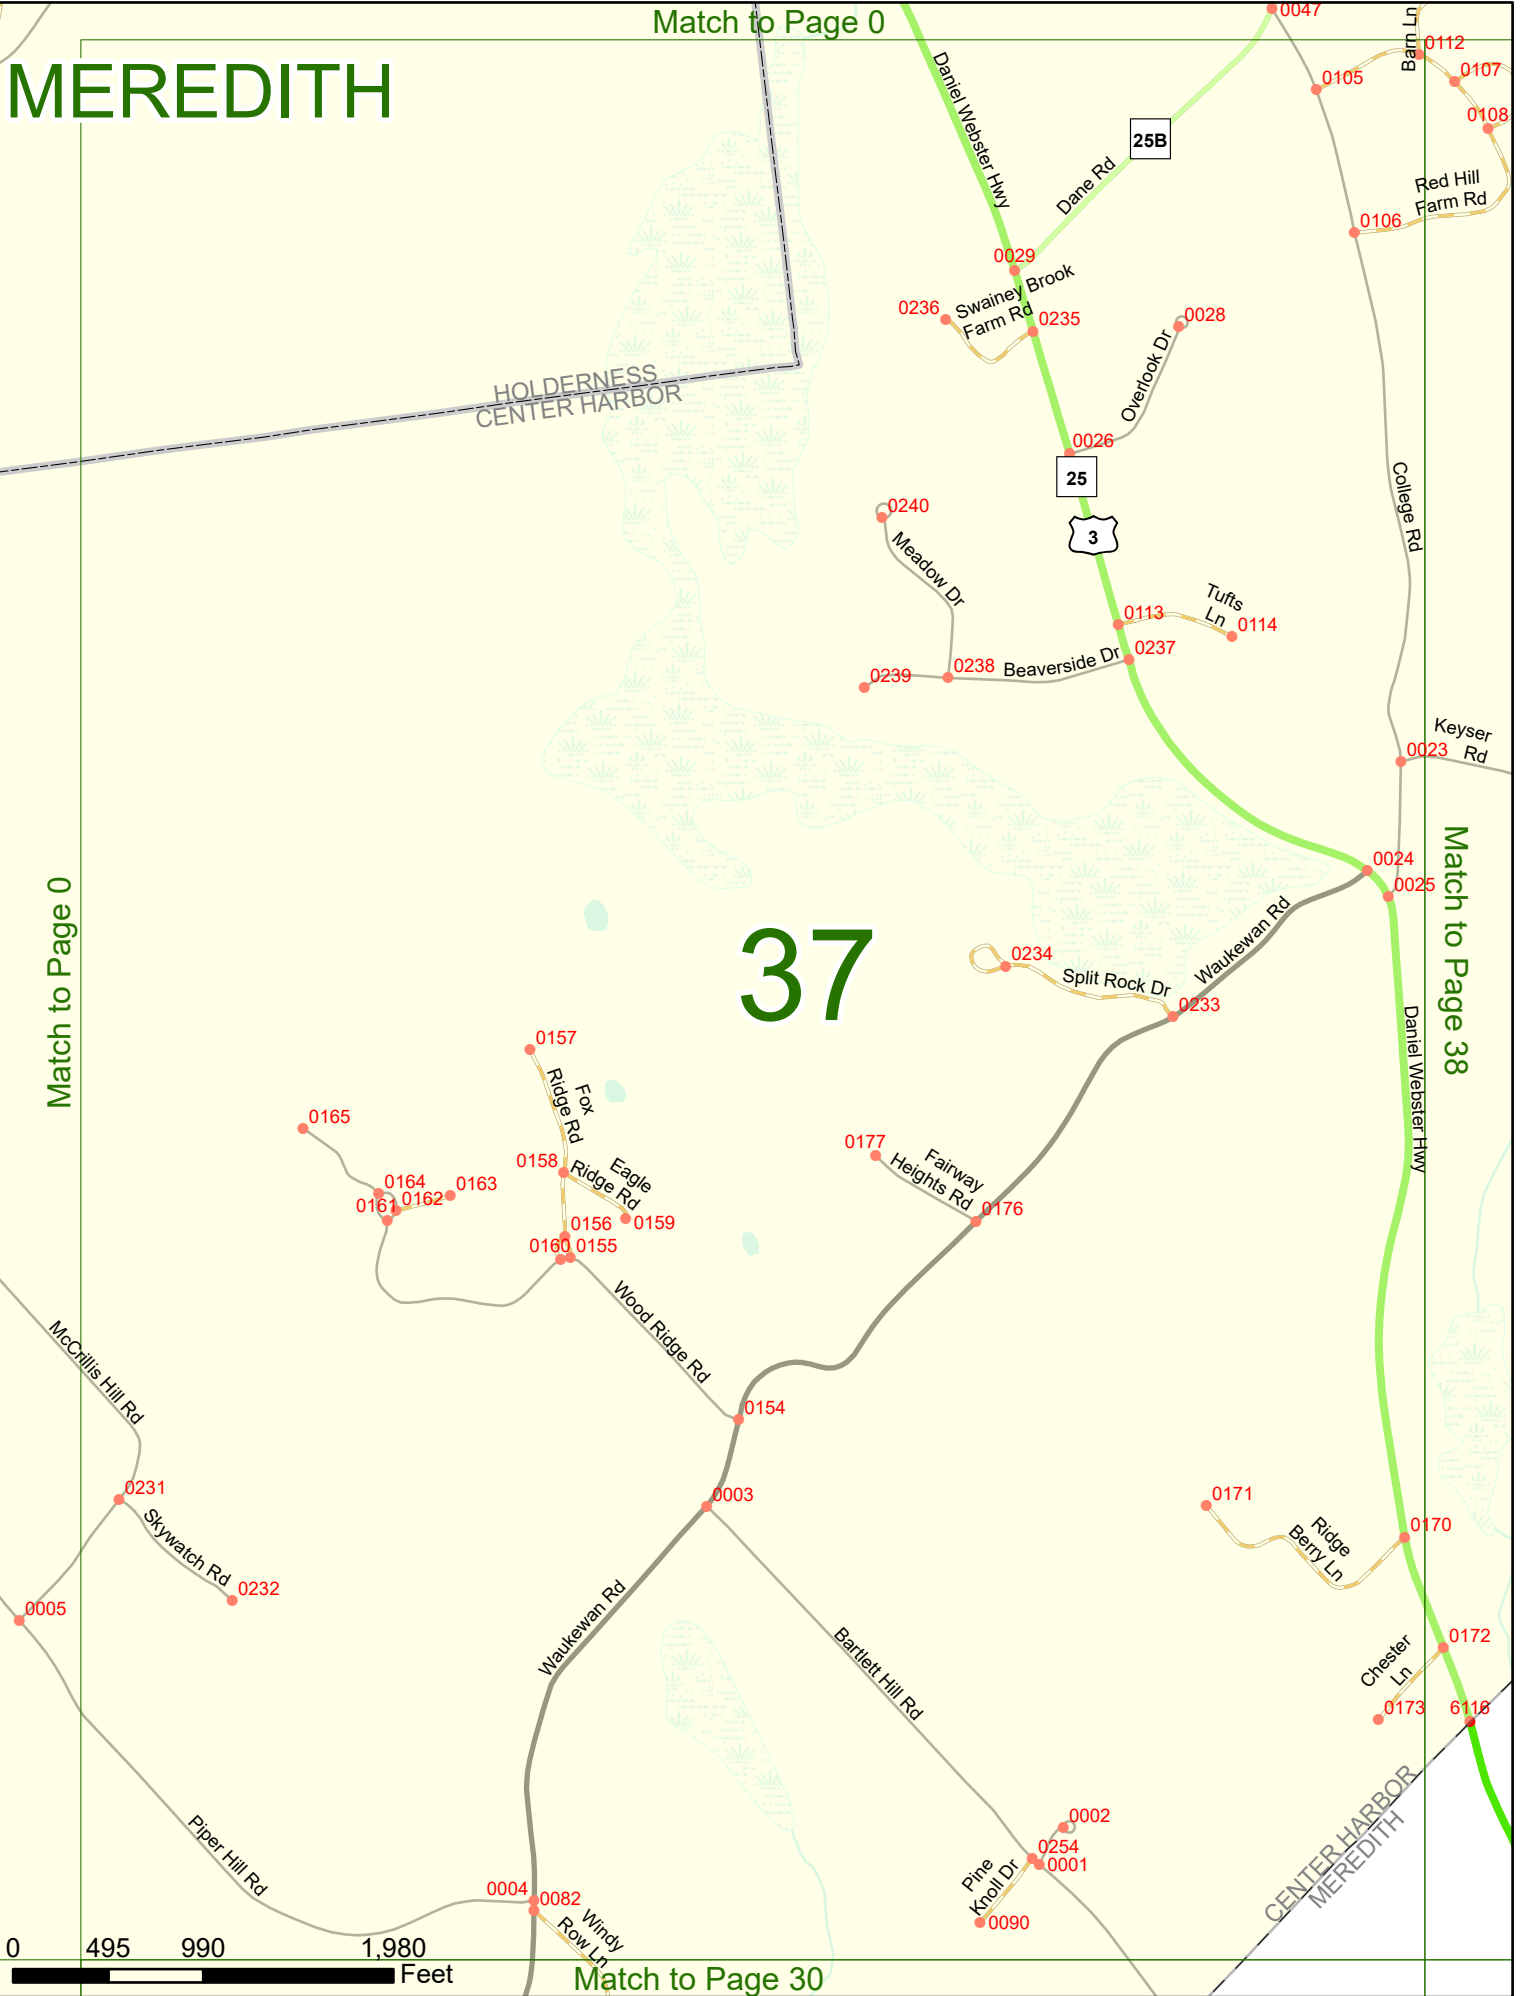 Match to Page 0
0047
Barn Ln
0112
MEREDITH
Daniel Webster Hwy
0105
0107
0108
25B
Dane Rd
Red Hill
Farm Rd
0106
0029
Swainey Brook
Farm Rd
0236
0235
0028
Overlook Dr
HOLDERNESS
CENTER HARBOR
0026
25
College Rd
0240
3
Meadow Dr
Tufts
Ln
0113
0114
0237
Beaverside Dr
0238
0239
Keyser
Rd
0023
Match to Page 38
0024
0025
Match to Page 0
37
Waukewan Rd
0234
Split Rock Dr
0233
Daniel Webster Hwy
0157
Fox
Ridge Rd
0165
0177
Fairway
Heights Rd
0158
Eagle
Ridge Rd
0164
0163
0162
0161
0159
0176
0156
0160
0155
Wood Ridge Rd
McCrillis Hill Rd
0154
0231
0003
0171
Skywatch Rd
Ridge
Berry Ln
0170
0232
0005
Waukewan Rd
Bartlett Hill Rd
0172
Chester
Ln
0173
6116
CENTER HARBOR
MEREDITH
Piper Hill Rd
0002
0254
0001
Pine
Knoll Dr
0004
0082
0090
Windy
Row Ln
0 495 990 1,980
Feet
Match to Page 30